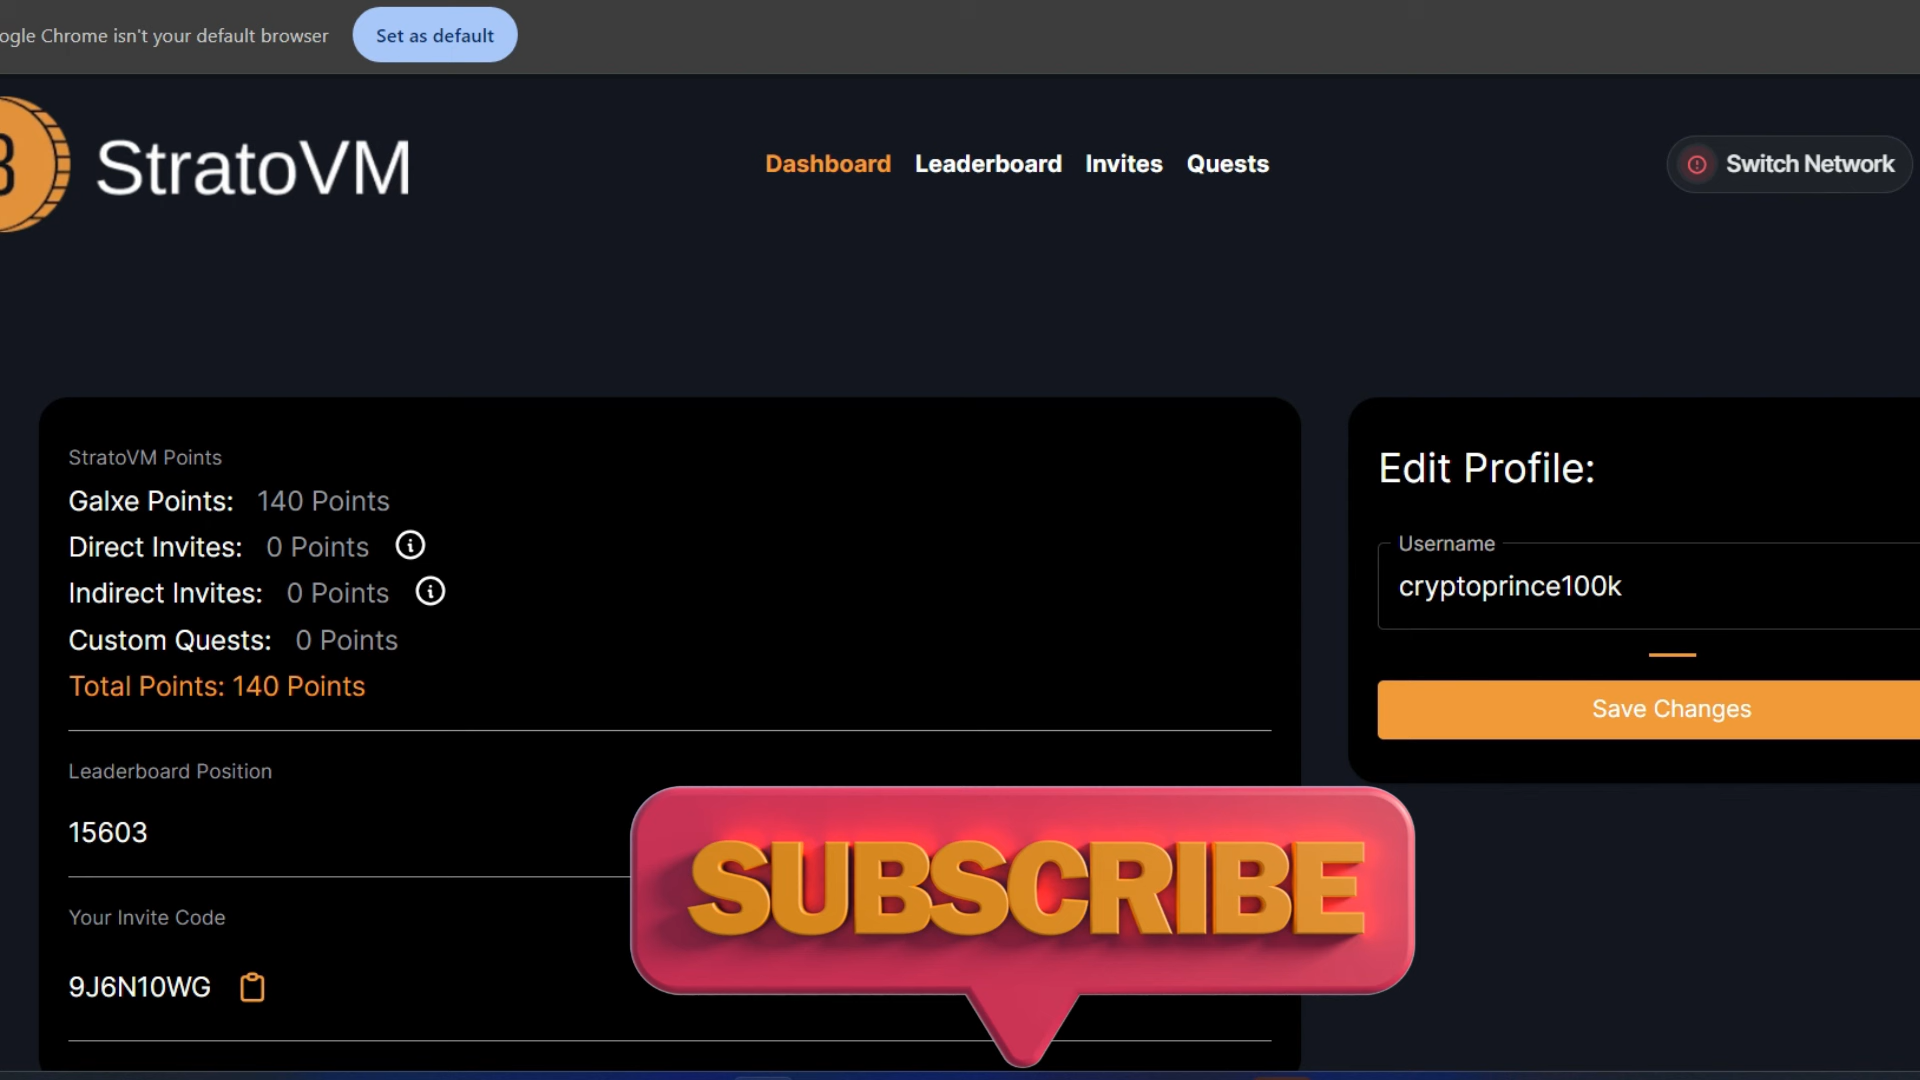 ogle Chrome isn't your default browser
Set as default
StratoVM
Dashboard
Leaderboard
Invites
Quests
Switch Network
StratoVM Points
Galxe Points: 140 Points
Direct Invites: 0 Points
Indirect Invites: 0 Points
Custom Quests: 0 Points
Total Points: 140 Points
Leaderboard Position
15603
Your Invite Code
9J6N10WG
Edit Profile:
Username
cryptoprince100k
Save Changes
SUBSCRIBE